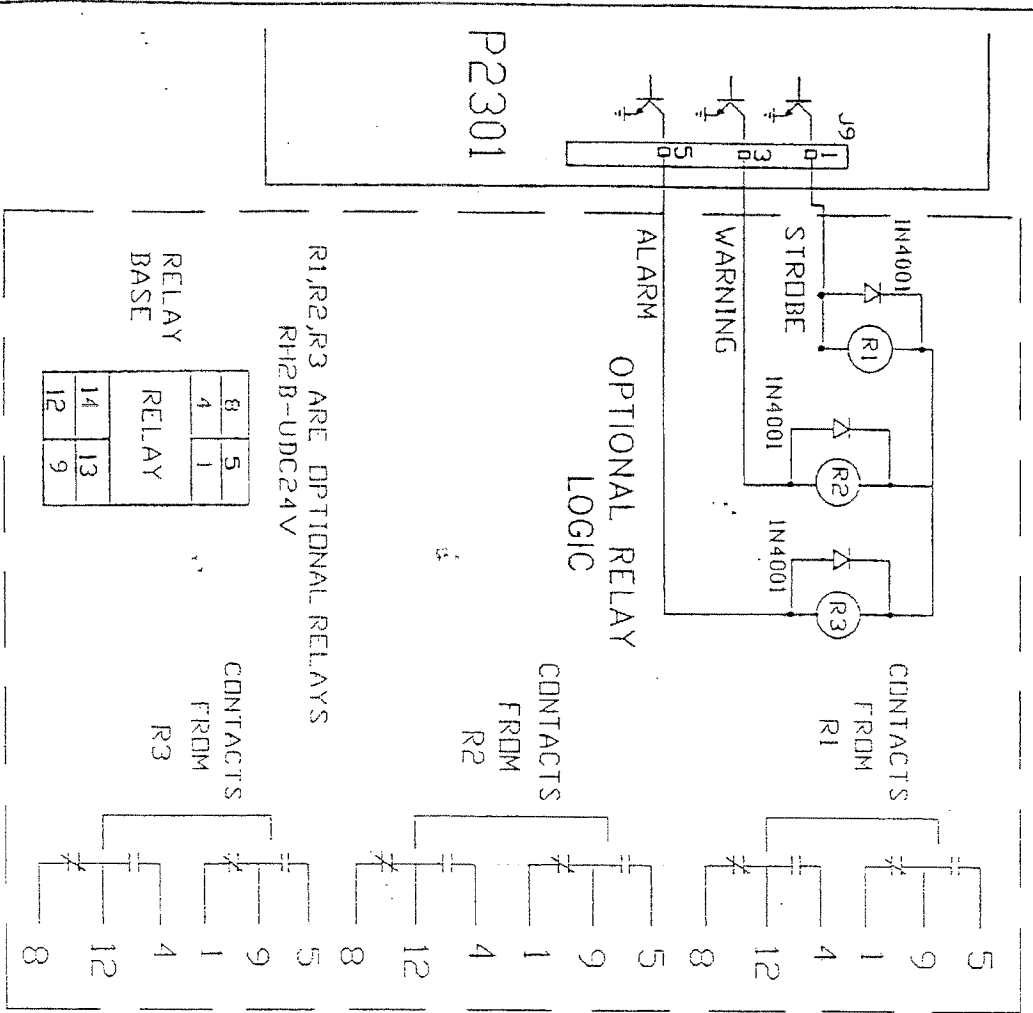 5 9 1 4 12 8
5 9 1 4 12 8
5 9 1 4 12 8
CONTACTS
FROM
R1
CONTACTS
FROM
R2
CONTACTS
FROM
R3
1N4001
R1
1N4001
R2
1N4001
R3
STROBE
WARNING
ALARM
OPTIONAL RELAY
LOGIC
R1,R2,R3 ARE OPTIONAL RELAYS
RH2B-UDC24V
RELAY
BASE
8 5
4 1
RELAY
14 13
12 9
J9
1
3
5
P2301